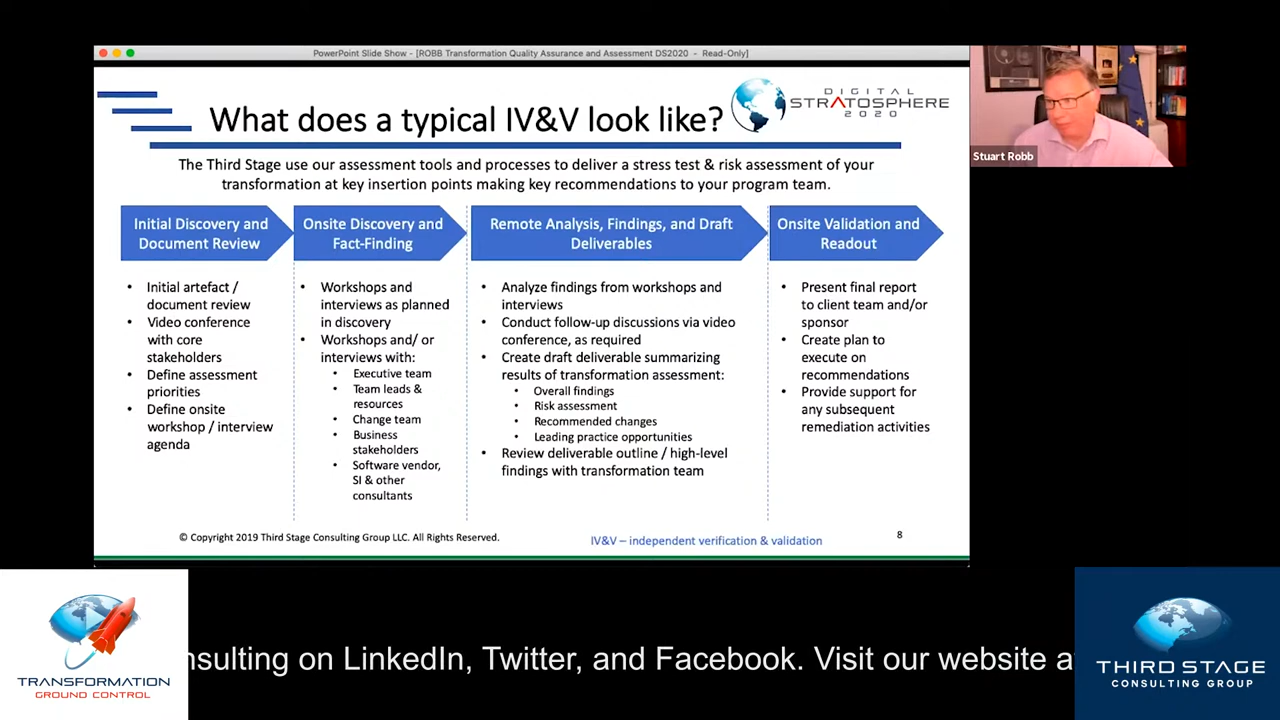 PowerPoint Slide Show - [ROBB Transformation Quality Assurance and Assessment DS2020 - Read-Only]
What does a typical IV&V look like?
DIGITAL
STRATOSPHERE
2020
Stuart Robb
The Third Stage use our assessment tools and processes to deliver a stress test & risk assessment of your
transformation at key insertion points making key recommendations to your program team.
Initial Discovery and
Document Review
• Initial artefact /
document review
• Video conference
with core
stakeholders
• Define assessment
priorities
• Define onsite
workshop / interview
agenda
Onsite Discovery and
Fact-Finding
• Workshops and
interviews as planned
in discovery
• Workshops and/ or
interviews with:
• Executive team
• Team leads &
resources
• Change team
• Business
stakeholders
• Software vendor,
SI & other
consultants
Remote Analysis, Findings, and Draft
Deliverables
• Analyze findings from workshops and
interviews
• Conduct follow-up discussions via video
conference, as required
• Create draft deliverable summarizing
results of transformation assessment:
• Overall findings
• Risk assessment
• Recommended changes
• Leading practice opportunities
• Review deliverable outline / high-level
findings with transformation team
Onsite Validation and
Readout
• Present final report
to client team and/or
sponsor
• Create plan to
execute on
recommendations
• Provide support for
any subsequent
remediation activities
© Copyright 2019 Third Stage Consulting Group LLC. All Rights Reserved.
IV&V – independent verification & validation
8
TRANSFORMATION
GROUND CONTROL
nsulting on LinkedIn, Twitter, and Facebook. Visit our website a
THIRD STAGE
CONSULTING GROUP